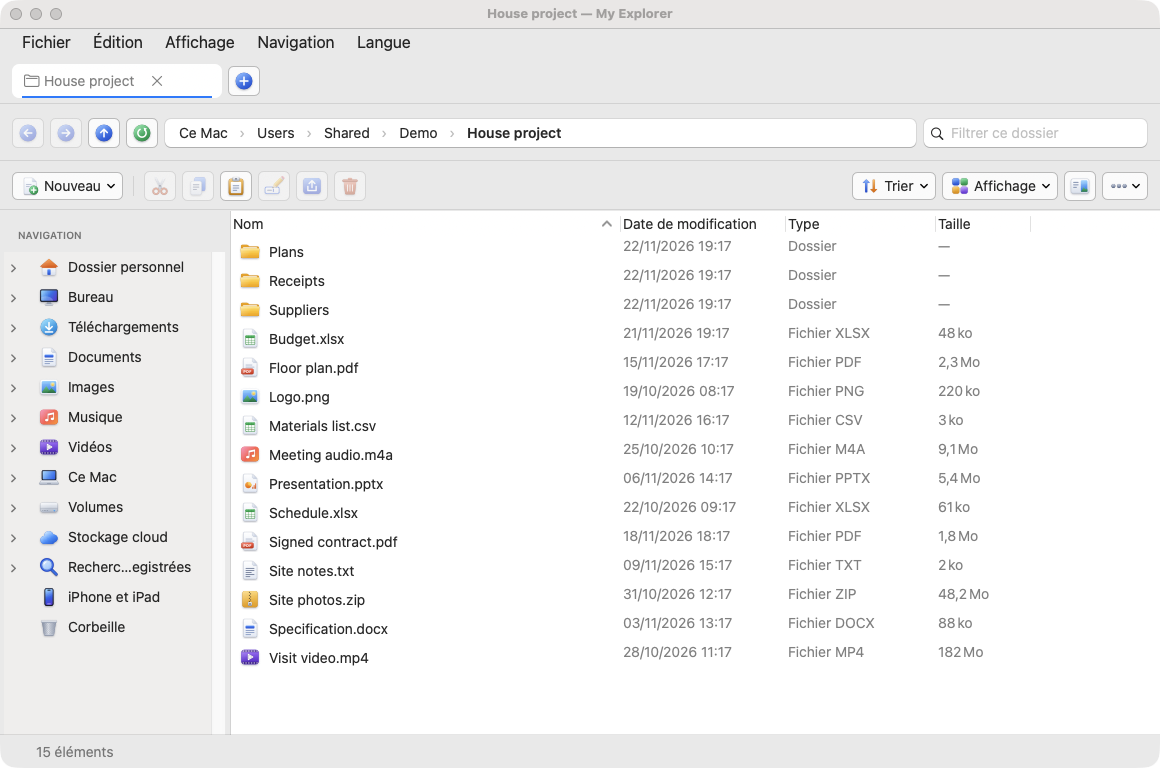 House project — My Explorer
Fichier Édition Affichage Navigation Langue
House project
Ce Mac › Users › Shared › Demo › House project
Filtrer ce dossier
Nouveau Trier Affichage
NAVIGATION
Dossier personnel
Bureau
Téléchargements
Documents
Images
Musique
Vidéos
Ce Mac
Volumes
Stockage cloud
Recherc...egistrées
iPhone et iPad
Corbeille
Nom Date de modification Type Taille
Plans 22/11/2026 19:17 Dossier —
Receipts 22/11/2026 19:17 Dossier —
Suppliers 22/11/2026 19:17 Dossier —
Budget.xlsx 21/11/2026 19:17 Fichier XLSX 48 ko
Floor plan.pdf 15/11/2026 17:17 Fichier PDF 2,3 Mo
Logo.png 19/10/2026 08:17 Fichier PNG 220 ko
Materials list.csv 12/11/2026 16:17 Fichier CSV 3 ko
Meeting audio.m4a 25/10/2026 10:17 Fichier M4A 9,1 Mo
Presentation.pptx 06/11/2026 14:17 Fichier PPTX 5,4 Mo
Schedule.xlsx 22/10/2026 09:17 Fichier XLSX 61 ko
Signed contract.pdf 18/11/2026 18:17 Fichier PDF 1,8 Mo
Site notes.txt 09/11/2026 15:17 Fichier TXT 2 ko
Site photos.zip 31/10/2026 12:17 Fichier ZIP 48,2 Mo
Specification.docx 03/11/2026 13:17 Fichier DOCX 88 ko
Visit video.mp4 28/10/2026 11:17 Fichier MP4 182 Mo
15 éléments